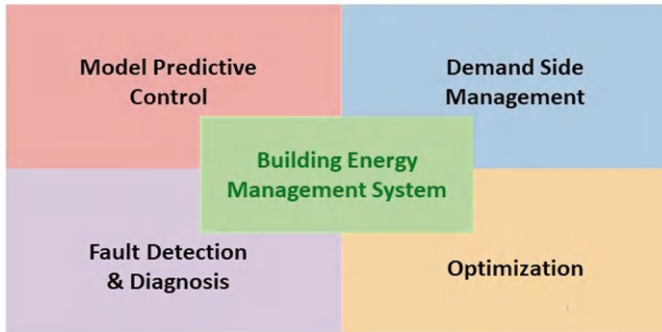 Model Predictive
Control
Demand Side
Management
Building Energy
Management System
Fault Detection
& Diagnosis
Optimization